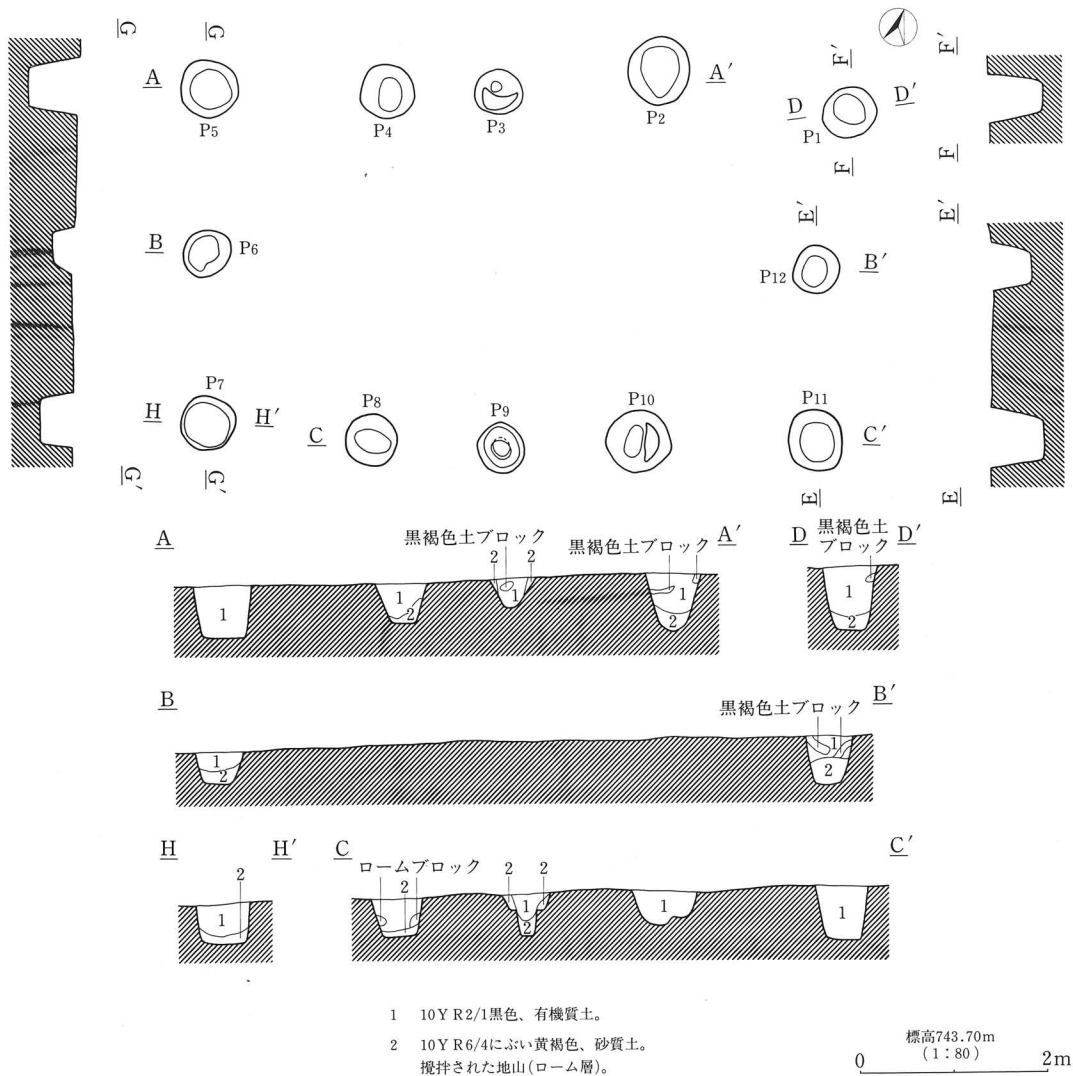 G G
A P5 P4 P3 P2 A′ F′ D P1 D′ F F′ F
B P6 E′ P12 B′ E′
H P7 H′ C P8 P9 P10 P11 C′
G′ G′ E E
A 黒褐色土ブロック 2 2 黒褐色土ブロック A′ D 黒褐色土 ブロック D′
1 1 2 1 1 2 1 2
B 黒褐色土ブロック B′
1 2 1 2
H H′ C ロームブロック C′
2 1 2 2 2 1 2 1 1
1 10YR2/1黒色、有機質土。
2 10YR6/4にぶい黄褐色、砂質土。
攪拌された地山(ローム層)。
標高743.70m
(1:80)
0 2m